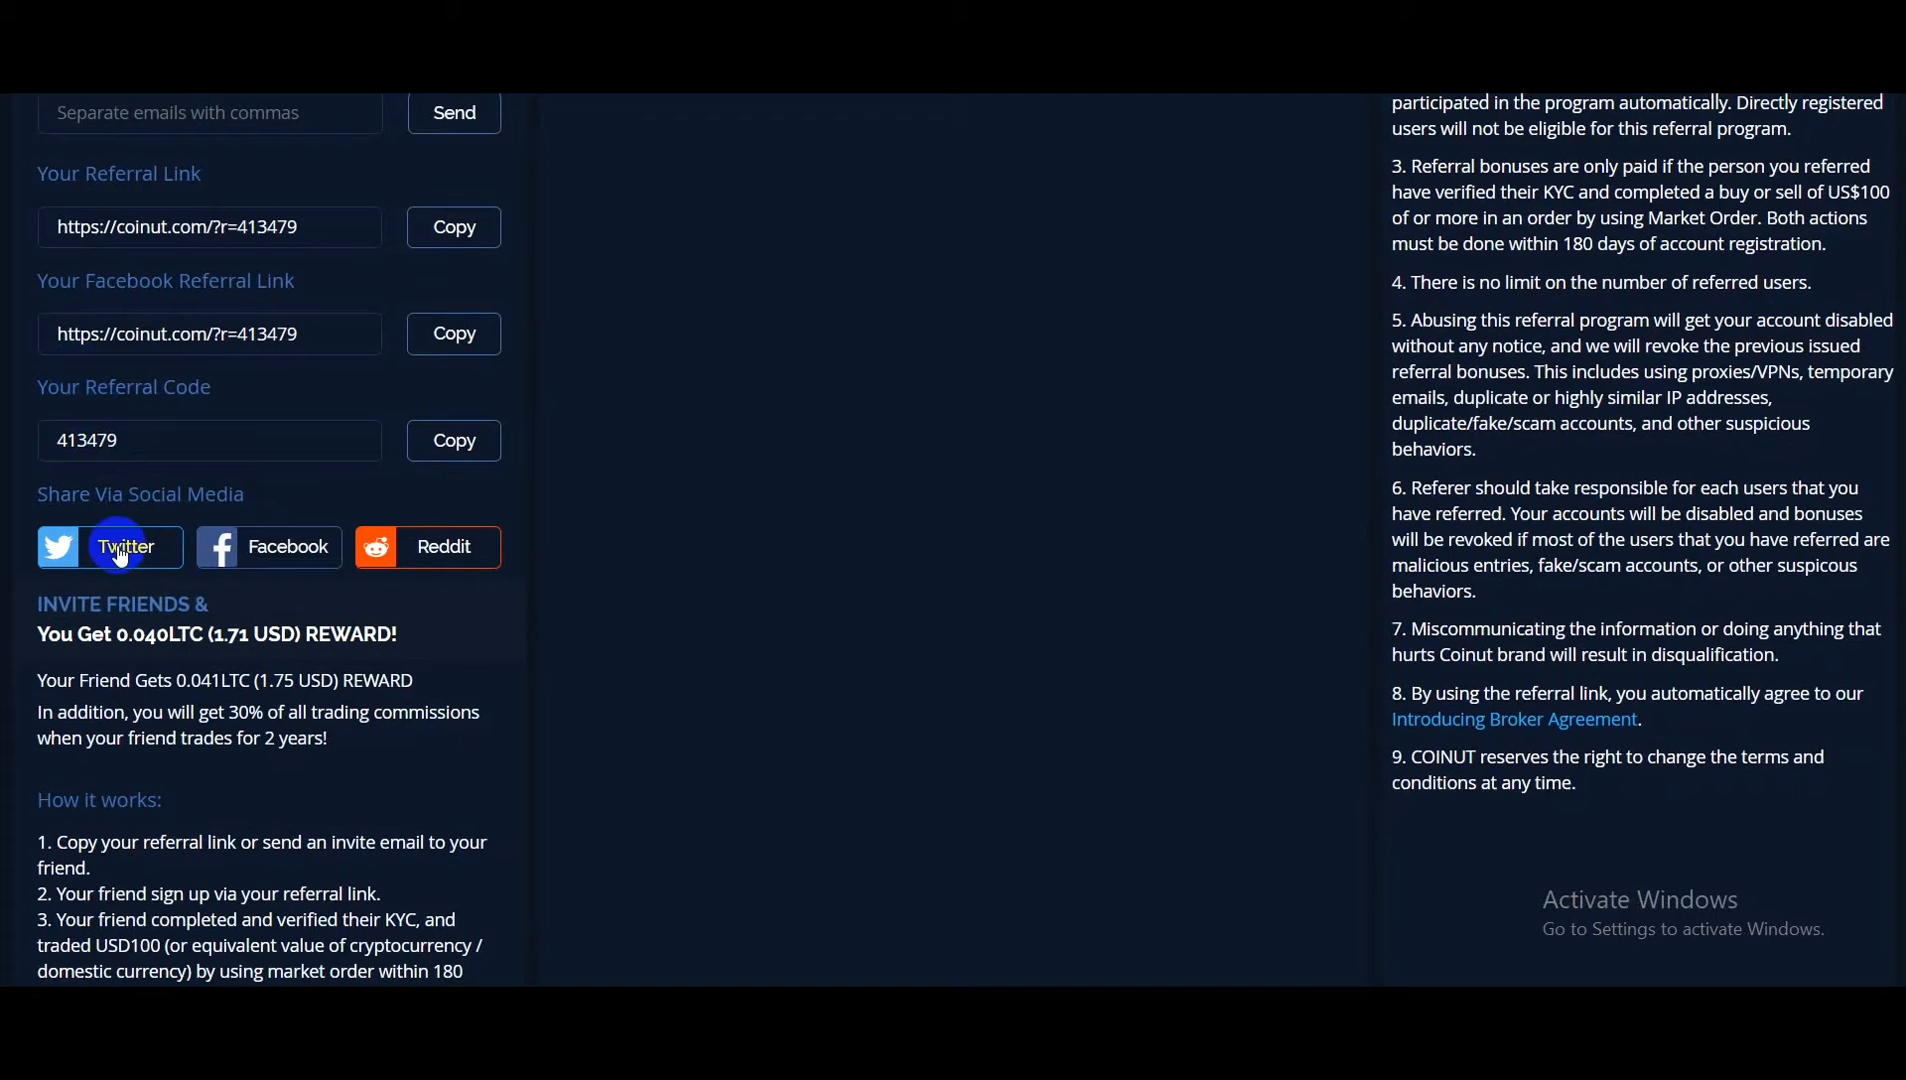 Separate emails with commas
Send
Your Referral Link
https://coinut.com/?r=413479
Copy
Your Facebook Referral Link
https://coinut.com/?r=413479
Copy
Your Referral Code
413479
Copy
Share Via Social Media
Twitter
Facebook
Reddit
INVITE FRIENDS &
You Get 0.040LTC (1.71 USD) REWARD!
Your Friend Gets 0.041LTC (1.75 USD) REWARD
In addition, you will get 30% of all trading commissions
when your friend trades for 2 years!
How it works:
1. Copy your referral link or send an invite email to your
friend.
2. Your friend sign up via your referral link.
3. Your friend completed and verified their KYC, and
traded USD100 (or equivalent value of cryptocurrency /
domestic currency) by using market order within 180
participated in the program automatically. Directly registered
users will not be eligible for this referral program.
3. Referral bonuses are only paid if the person you referred
have verified their KYC and completed a buy or sell of US$100
of or more in an order by using Market Order. Both actions
must be done within 180 days of account registration.
4. There is no limit on the number of referred users.
5. Abusing this referral program will get your account disabled
without any notice, and we will revoke the previous issued
referral bonuses. This includes using proxies/VPNs, temporary
emails, duplicate or highly similar IP addresses,
duplicate/fake/scam accounts, and other suspicious
behaviors.
6. Referer should take responsible for each users that you
have referred. Your accounts will be disabled and bonuses
will be revoked if most of the users that you have referred are
malicious entries, fake/scam accounts, or other suspicous
behaviors.
7. Miscommunicating the information or doing anything that
hurts Coinut brand will result in disqualification.
8. By using the referral link, you automatically agree to our
Introducing Broker Agreement.
9. COINUT reserves the right to change the terms and
conditions at any time.
Activate Windows
Go to Settings to activate Windows.